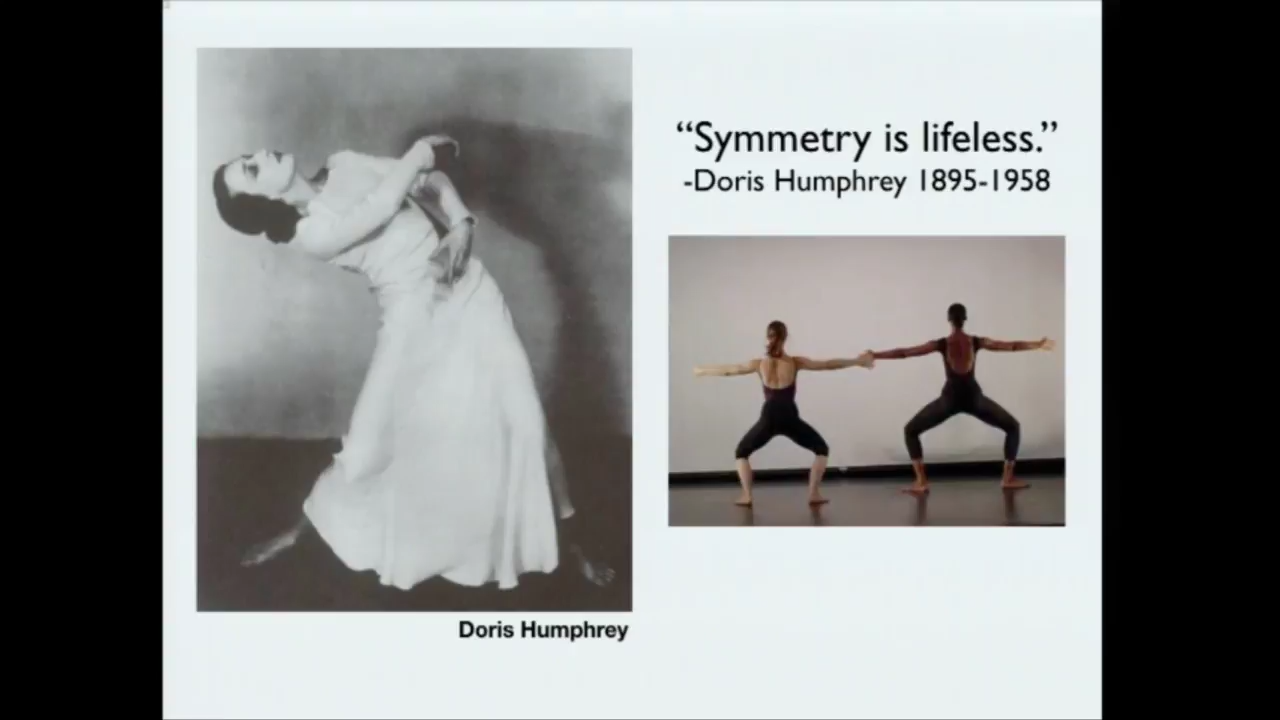 “Symmetry is lifeless.”
-Doris Humphrey 1895-1958
Doris Humphrey